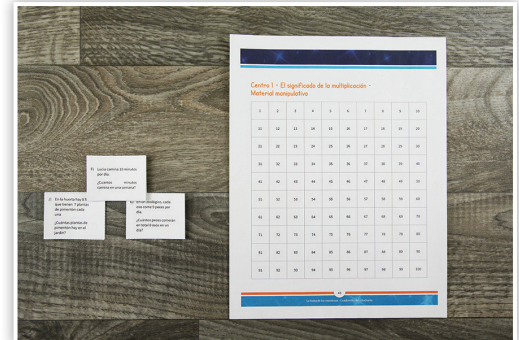 Centro 1 - El significado de la multiplicación -
Material manipulativo
1 2 3 4 5 6 7 8 9 10
11 12 13 14 15 16 17 18 19 20
21 22 23 24 25 26 27 28 29 30
31 32 33 34 35 36 37 38 39 40
41 42 43 44 45 46 47 48 49 50
51 52 53 54 55 56 57 58 59 60
61 62 63 64 65 66 67 68 69 70
71 72 73 74 75 76 77 78 79 80
81 82 83 84 85 86 87 88 89 90
91 92 93 94 95 96 97 98 99 100
Lucía camina 10 minutos
por día.
¿Cuántos minutos
camina en una semana?
En la huerta hay 8
que tienen 7 plantas
de pimentón cada
una
¿Cuántas plantas de
pimentón hay en el
jardín?
cada
día.
¿Cuántos peces comerán
en total 8 osos en un
día?